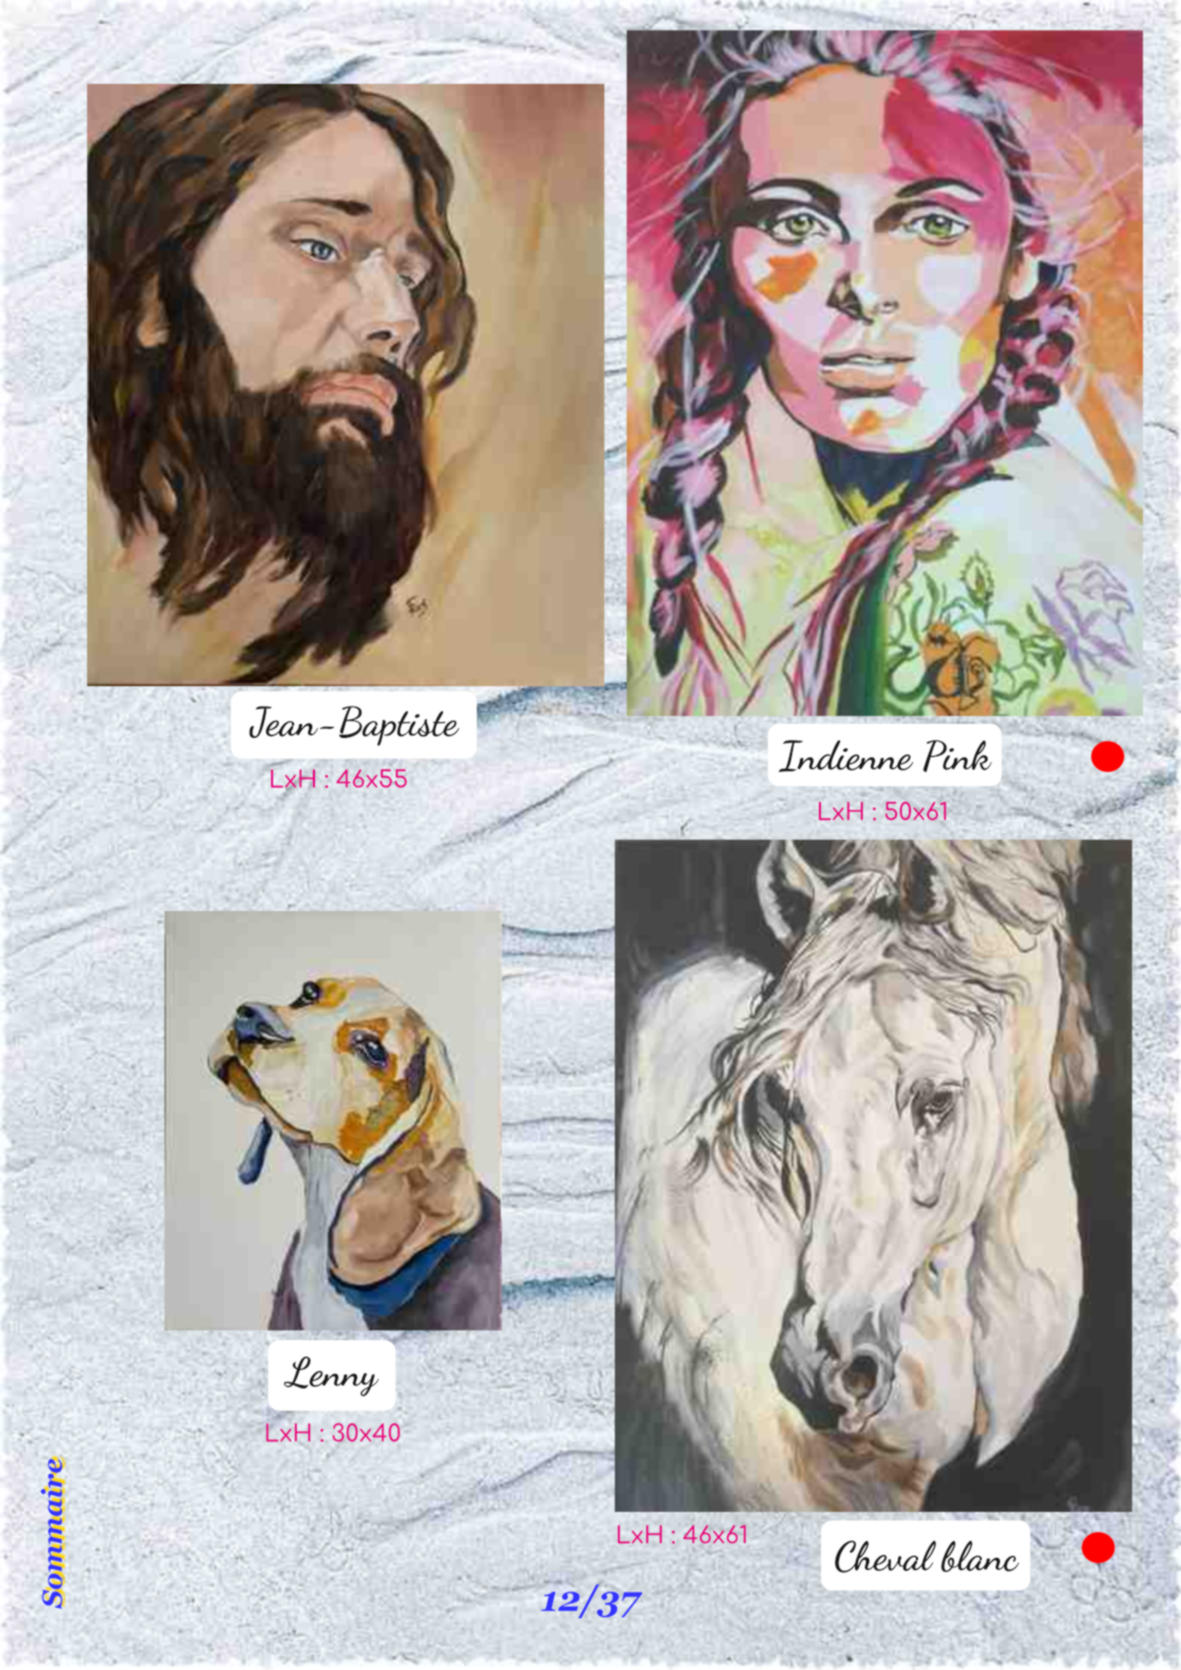 Jean-Baptiste
LxH : 46x55
Indienne Pink
LxH : 50x61
Lenny
LxH : 30x40
LxH : 46x61
Cheval blanc
Sommaire
12/37